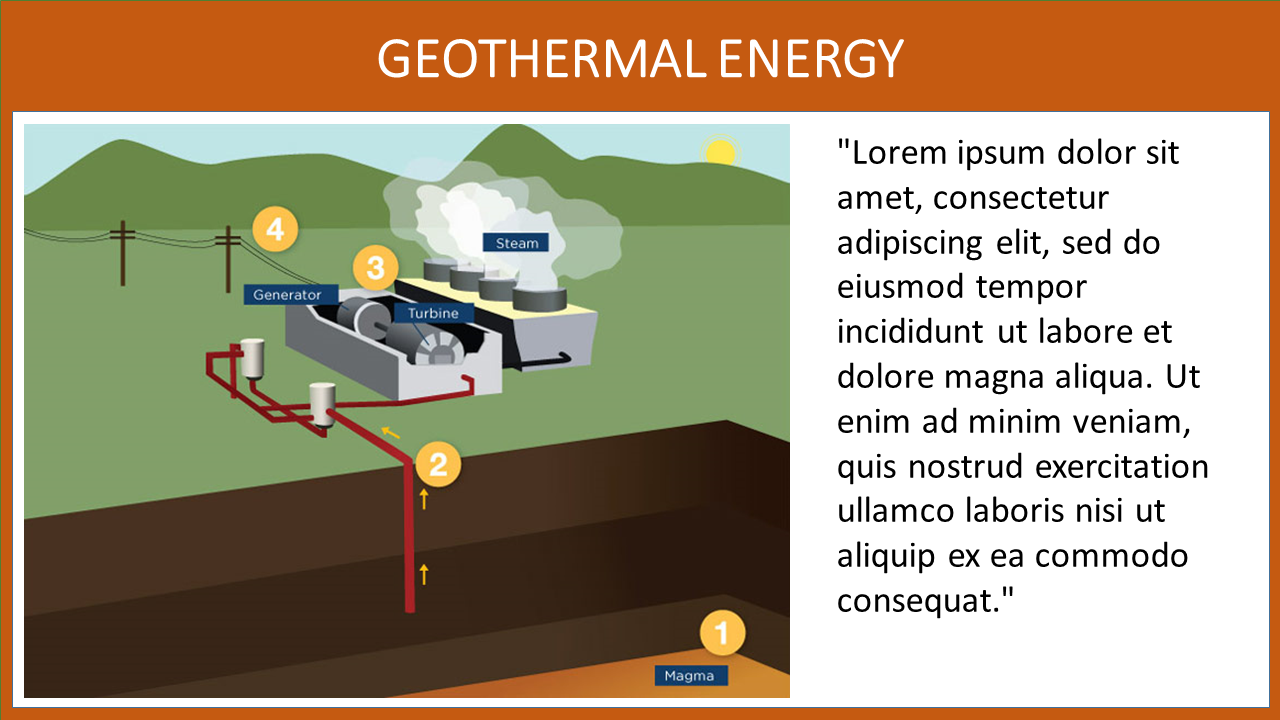 GEOTHERMAL ENERGY
4
3
Steam
Generator
Turbine
2
1
Magma
"Lorem ipsum dolor sit
amet, consectetur
adipiscing elit, sed do
eiusmod tempor
incididunt ut labore et
dolore magna aliqua. Ut
enim ad minim veniam,
quis nostrud exercitation
ullamco laboris nisi ut
aliquip ex ea commodo
consequat."